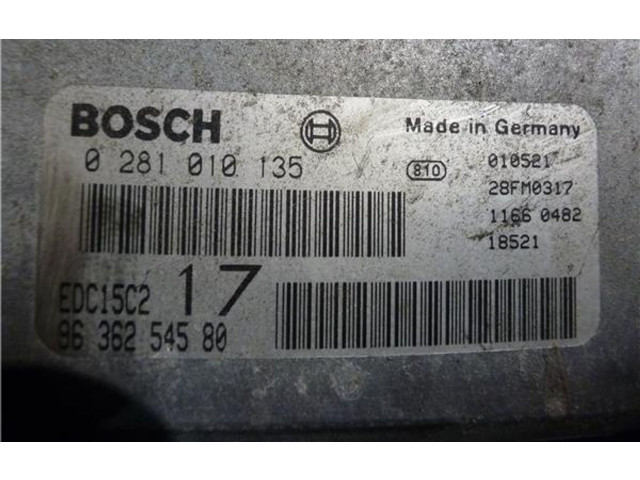 BOSCH
Made in Germany
0 281 010 135
810
010521
28FM0317
1166 0482
18521
EDC15C2 17
96 362 545 80